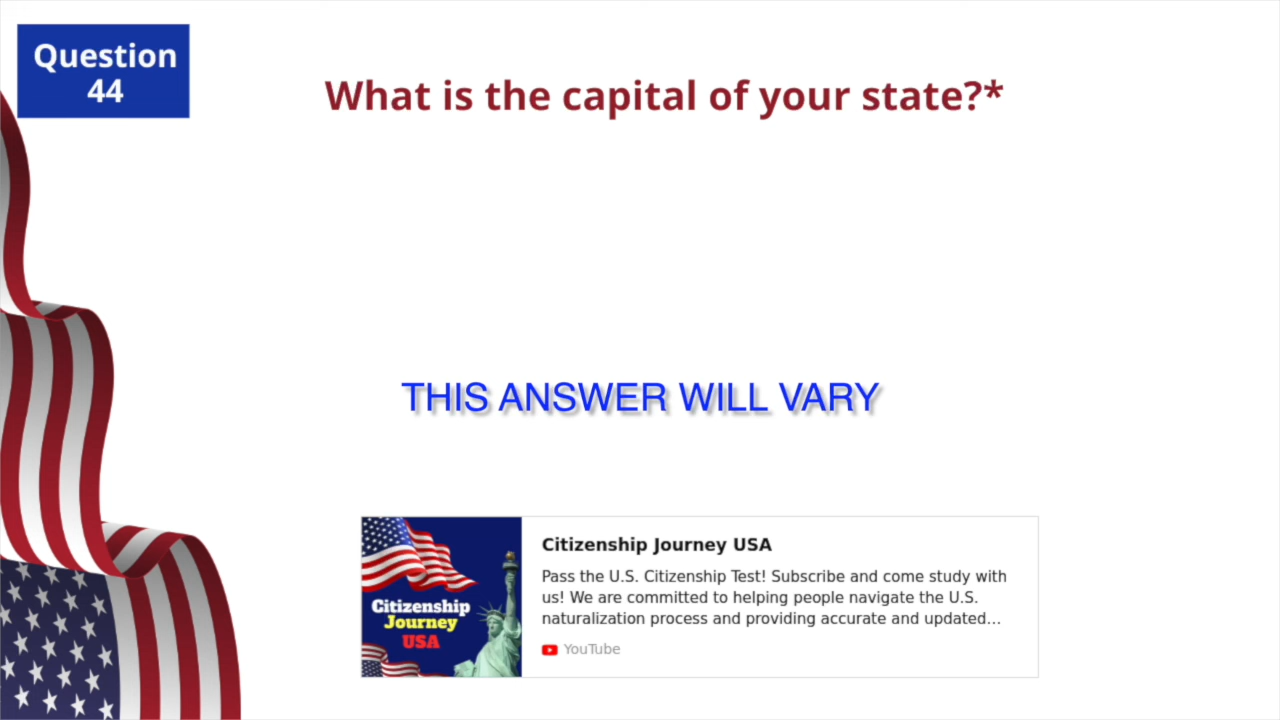 Question
44
What is the capital of your state?*
THIS ANSWER WILL VARY
Citizenship
Journey
USA
Citizenship Journey USA
Pass the U.S. Citizenship Test! Subscribe and come study with
us! We are committed to helping people navigate the U.S.
naturalization process and providing accurate and updated...
YouTube